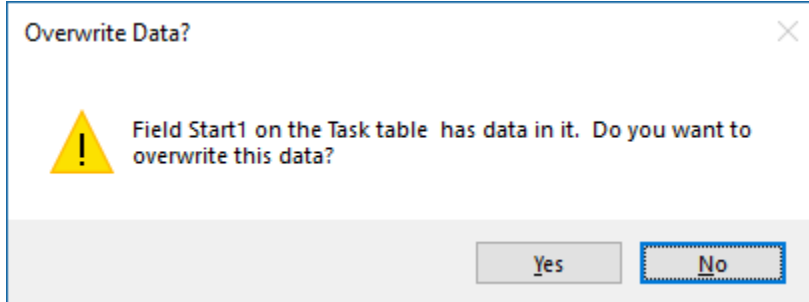 Overwrite Data?
Field Start1 on the Task table  has data in it.  Do you want to
overwrite this data?
Yes
No